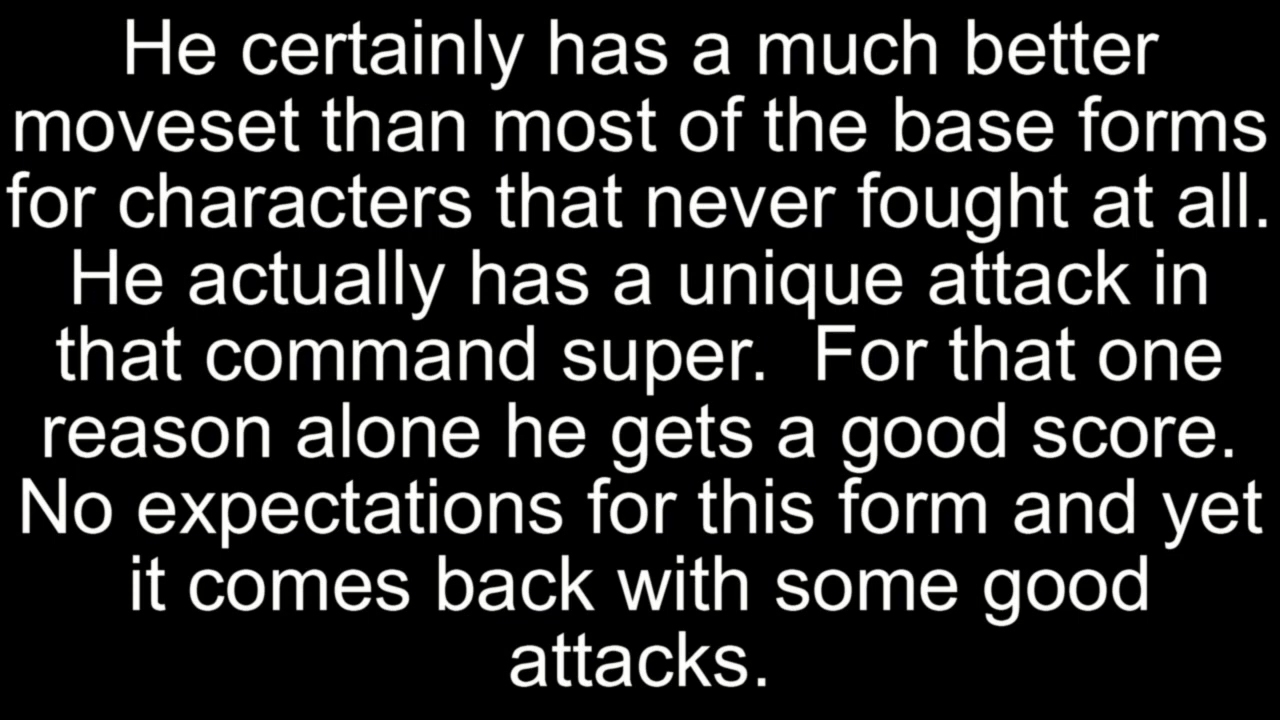 He certainly has a much better
moveset than most of the base forms
for characters that never fought at all.
He actually has a unique attack in
that command super.  For that one
reason alone he gets a good score.
No expectations for this form and yet
it comes back with some good
attacks.